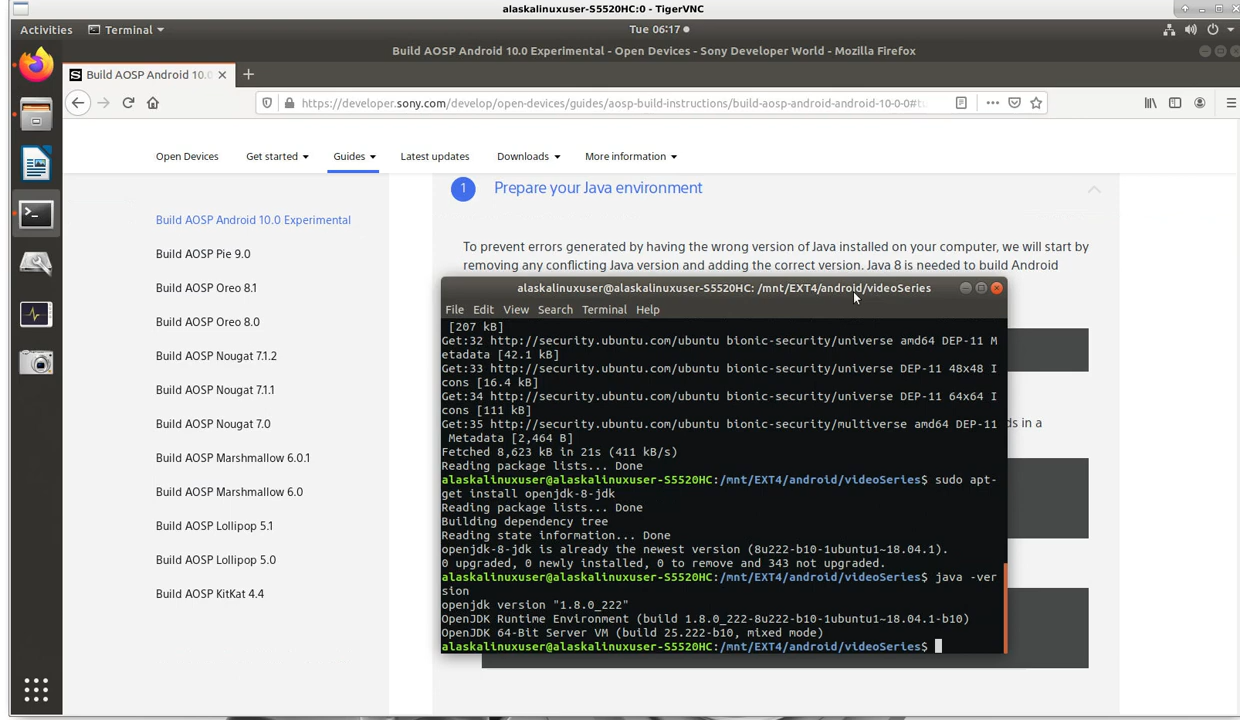 alaskalinuxuser-S5520HC:0 - TigerVNC
Activities
Terminal
Tue 06:17
Build AOSP Android 10.0 Experimental - Open Devices - Sony Developer World - Mozilla Firefox
Build AOSP Android 10.0
https://developer.sony.com/develop/open-devices/guides/aosp-build-instructions/build-aosp-android-android-10-0-0#tu
Open Devices
Get started
Guides
Latest updates
Downloads
More information
Build AOSP Android 10.0 Experimental
Build AOSP Pie 9.0
Build AOSP Oreo 8.1
Build AOSP Oreo 8.0
Build AOSP Nougat 7.1.2
Build AOSP Nougat 7.1.1
Build AOSP Nougat 7.0
Build AOSP Marshmallow 6.0.1
Build AOSP Marshmallow 6.0
Build AOSP Lollipop 5.1
Build AOSP Lollipop 5.0
Build AOSP KitKat 4.4
1 Prepare your Java environment
To prevent errors generated by having the wrong version of Java installed on your computer, we will start by
removing any conflicting Java version and adding the correct version. Java 8 is needed to build Android
ds in a
alaskalinuxuser@alaskalinuxuser-S5520HC: /mnt/EXT4/android/videoSeries
File Edit View Search Terminal Help
[207 kB]
Get:32 http://security.ubuntu.com/ubuntu bionic-security/universe amd64 DEP-11 M
etadata [42.1 kB]
Get:33 http://security.ubuntu.com/ubuntu bionic-security/universe DEP-11 48x48 I
cons [16.4 kB]
Get:34 http://security.ubuntu.com/ubuntu bionic-security/universe DEP-11 64x64 I
cons [111 kB]
Get:35 http://security.ubuntu.com/ubuntu bionic-security/multiverse amd64 DEP-11
Metadata [2,464 B]
Fetched 8,623 kB in 21s (411 kB/s)
Reading package lists... Done
alaskalinuxuser@alaskalinuxuser-S5520HC:/mnt/EXT4/android/videoSeries$ sudo apt-
get install openjdk-8-jdk
Reading package lists... Done
Building dependency tree
Reading state information... Done
openjdk-8-jdk is already the newest version (8u222-b10-1ubuntu1~18.04.1).
0 upgraded, 0 newly installed, 0 to remove and 343 not upgraded.
alaskalinuxuser@alaskalinuxuser-S5520HC:/mnt/EXT4/android/videoSeries$ java -ver
sion
openjdk version "1.8.0_222"
OpenJDK Runtime Environment (build 1.8.0_222-8u222-b10-1ubuntu1~18.04.1-b10)
OpenJDK 64-Bit Server VM (build 25.222-b10, mixed mode)
alaskalinuxuser@alaskalinuxuser-S5520HC:/mnt/EXT4/android/videoSeries$